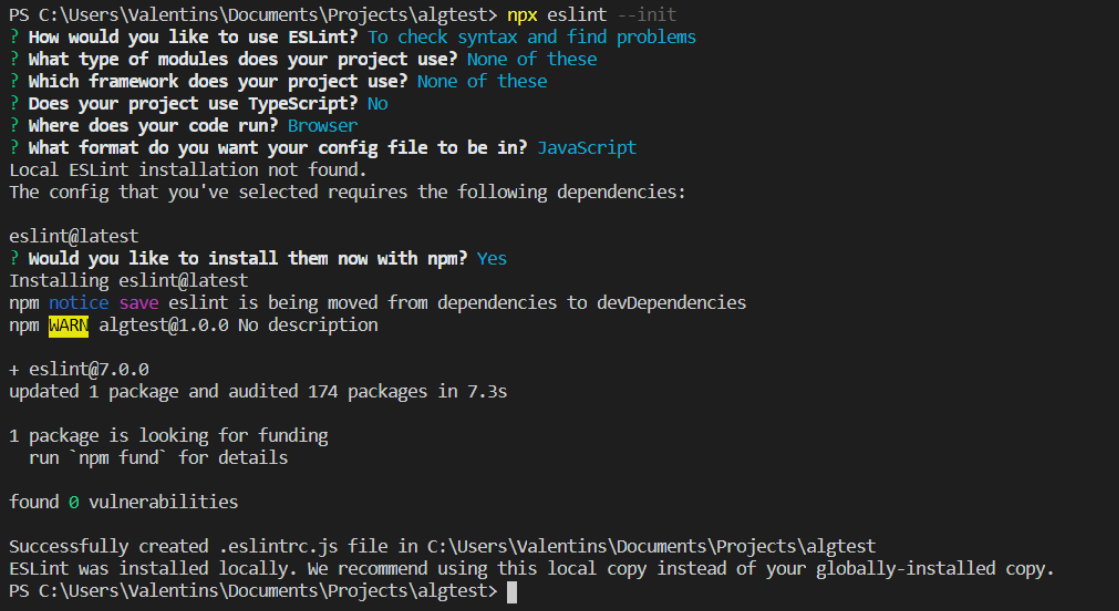 PS C:\Users\Valentins\Documents\Projects\algtest> npx eslint --init
? How would you like to use ESLint? To check syntax and find problems
? What type of modules does your project use? None of these
? Which framework does your project use? None of these
? Does your project use TypeScript? No
? Where does your code run? Browser
? What format do you want your config file to be in? JavaScript
Local ESLint installation not found.
The config that you've selected requires the following dependencies:

eslint@latest
? Would you like to install them now with npm? Yes
Installing eslint@latest
npm notice save eslint is being moved from dependencies to devDependencies
npm WARN algtest@1.0.0 No description

+ eslint@7.0.0
updated 1 package and audited 174 packages in 7.3s

1 package is looking for funding
  run `npm fund` for details

found 0 vulnerabilities

Successfully created .eslintrc.js file in C:\Users\Valentins\Documents\Projects\algtest
ESLint was installed locally. We recommend using this local copy instead of your globally-installed copy.
PS C:\Users\Valentins\Documents\Projects\algtest>